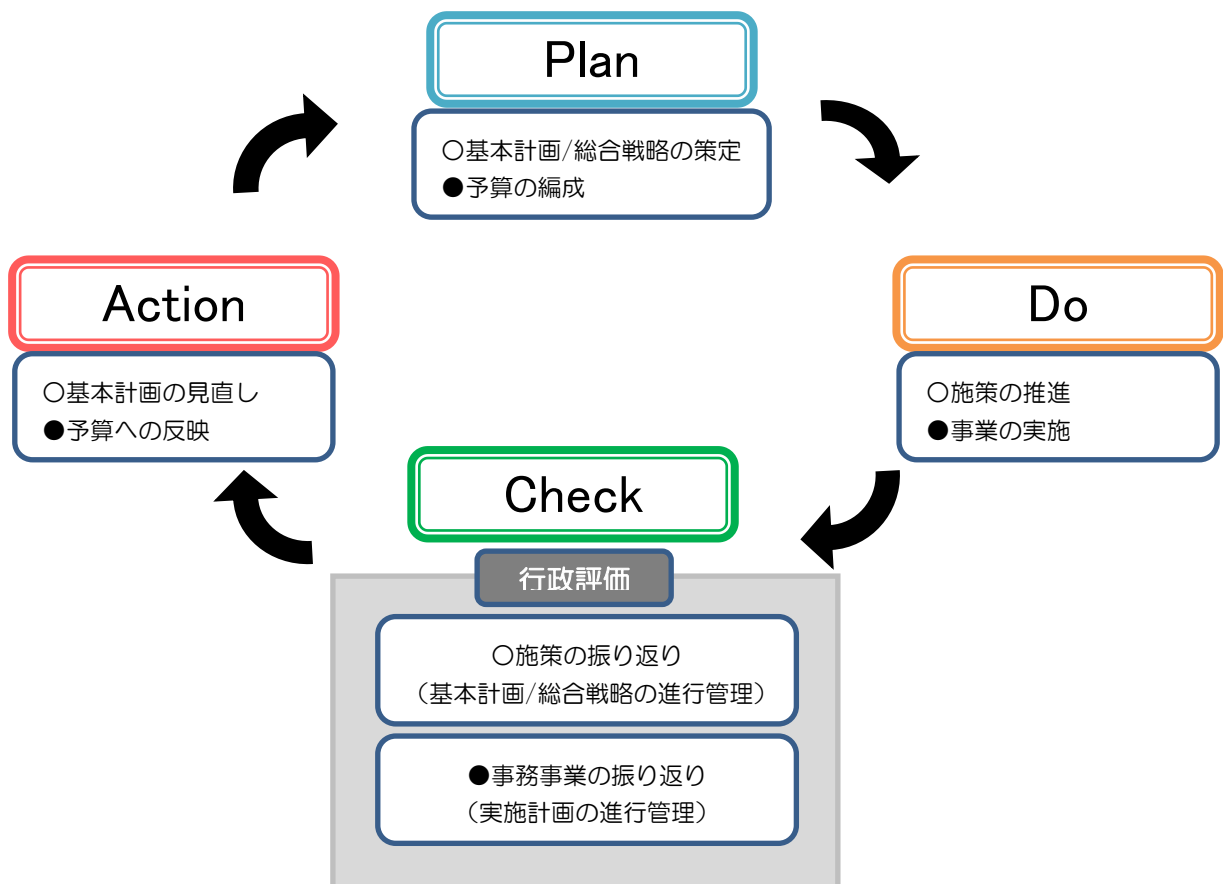 Plan
〇基本計画/総合戦略の策定
●予算の編成
Do
〇施策の推進
●事業の実施
Check
行政評価
〇施策の振り返り
（基本計画/総合戦略の進行管理）
●事務事業の振り返り
（実施計画の進行管理）
Action
〇基本計画の見直し
●予算への反映